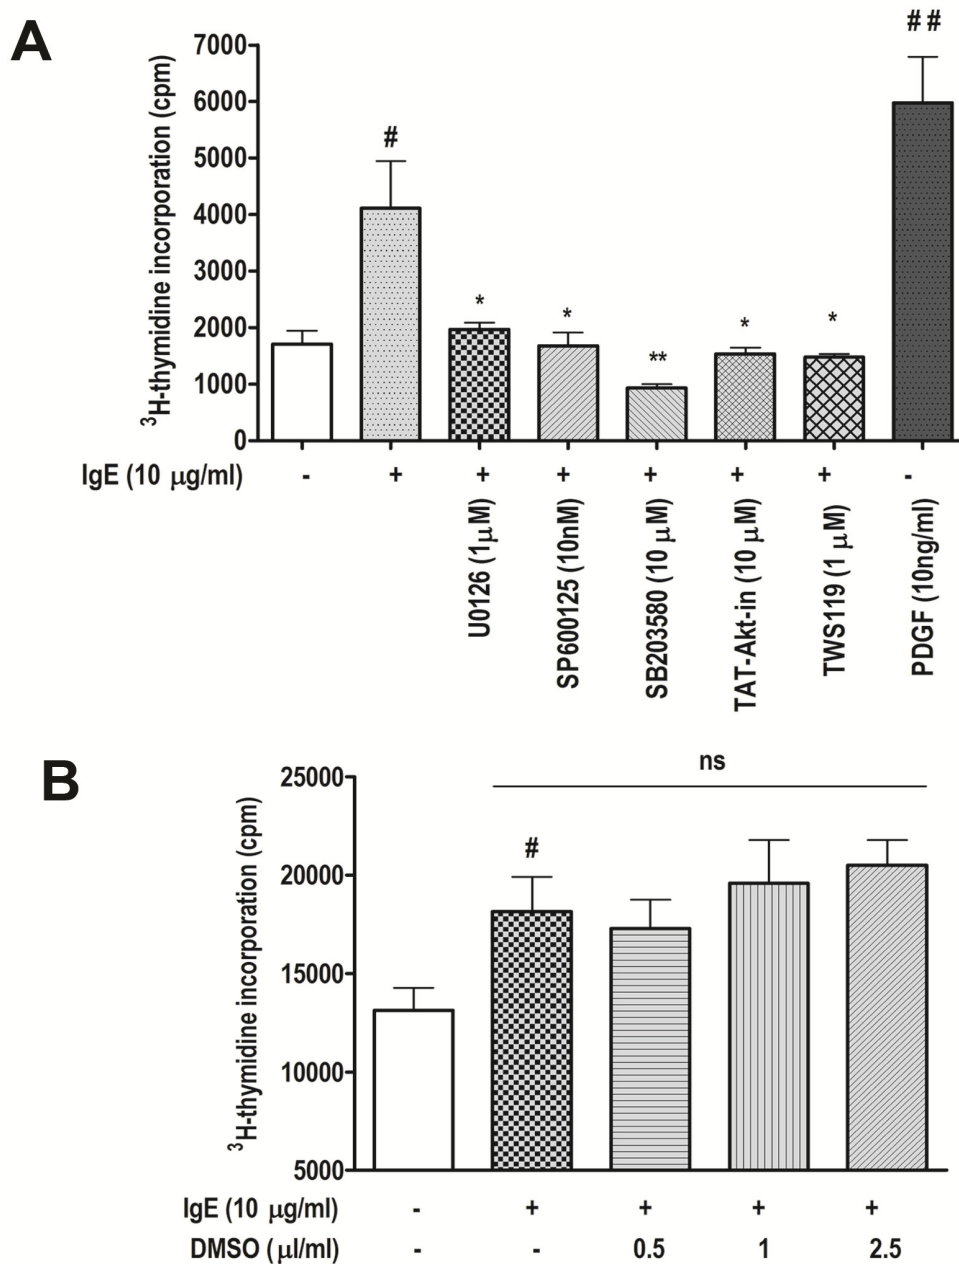 A
##
7000
6000
#
5000
4000
3000
2000
1000
0
* * ** * *
³H-thymidine incorporation (cpm)
IgE (10 μg/ml) - + + + + + + -
U0126 (1μM)
SP600125 (10nM)
SB203580 (10 μM)
TAT-Akt-in (10 μM)
TWS119 (1 μM)
PDGF (10ng/ml)
B
ns
25000
#
20000
15000
10000
5000
³H-thymidine incorporation (cpm)
IgE (10 μg/ml) - + + + +
DMSO (μl/ml) - - 0.5 1 2.5